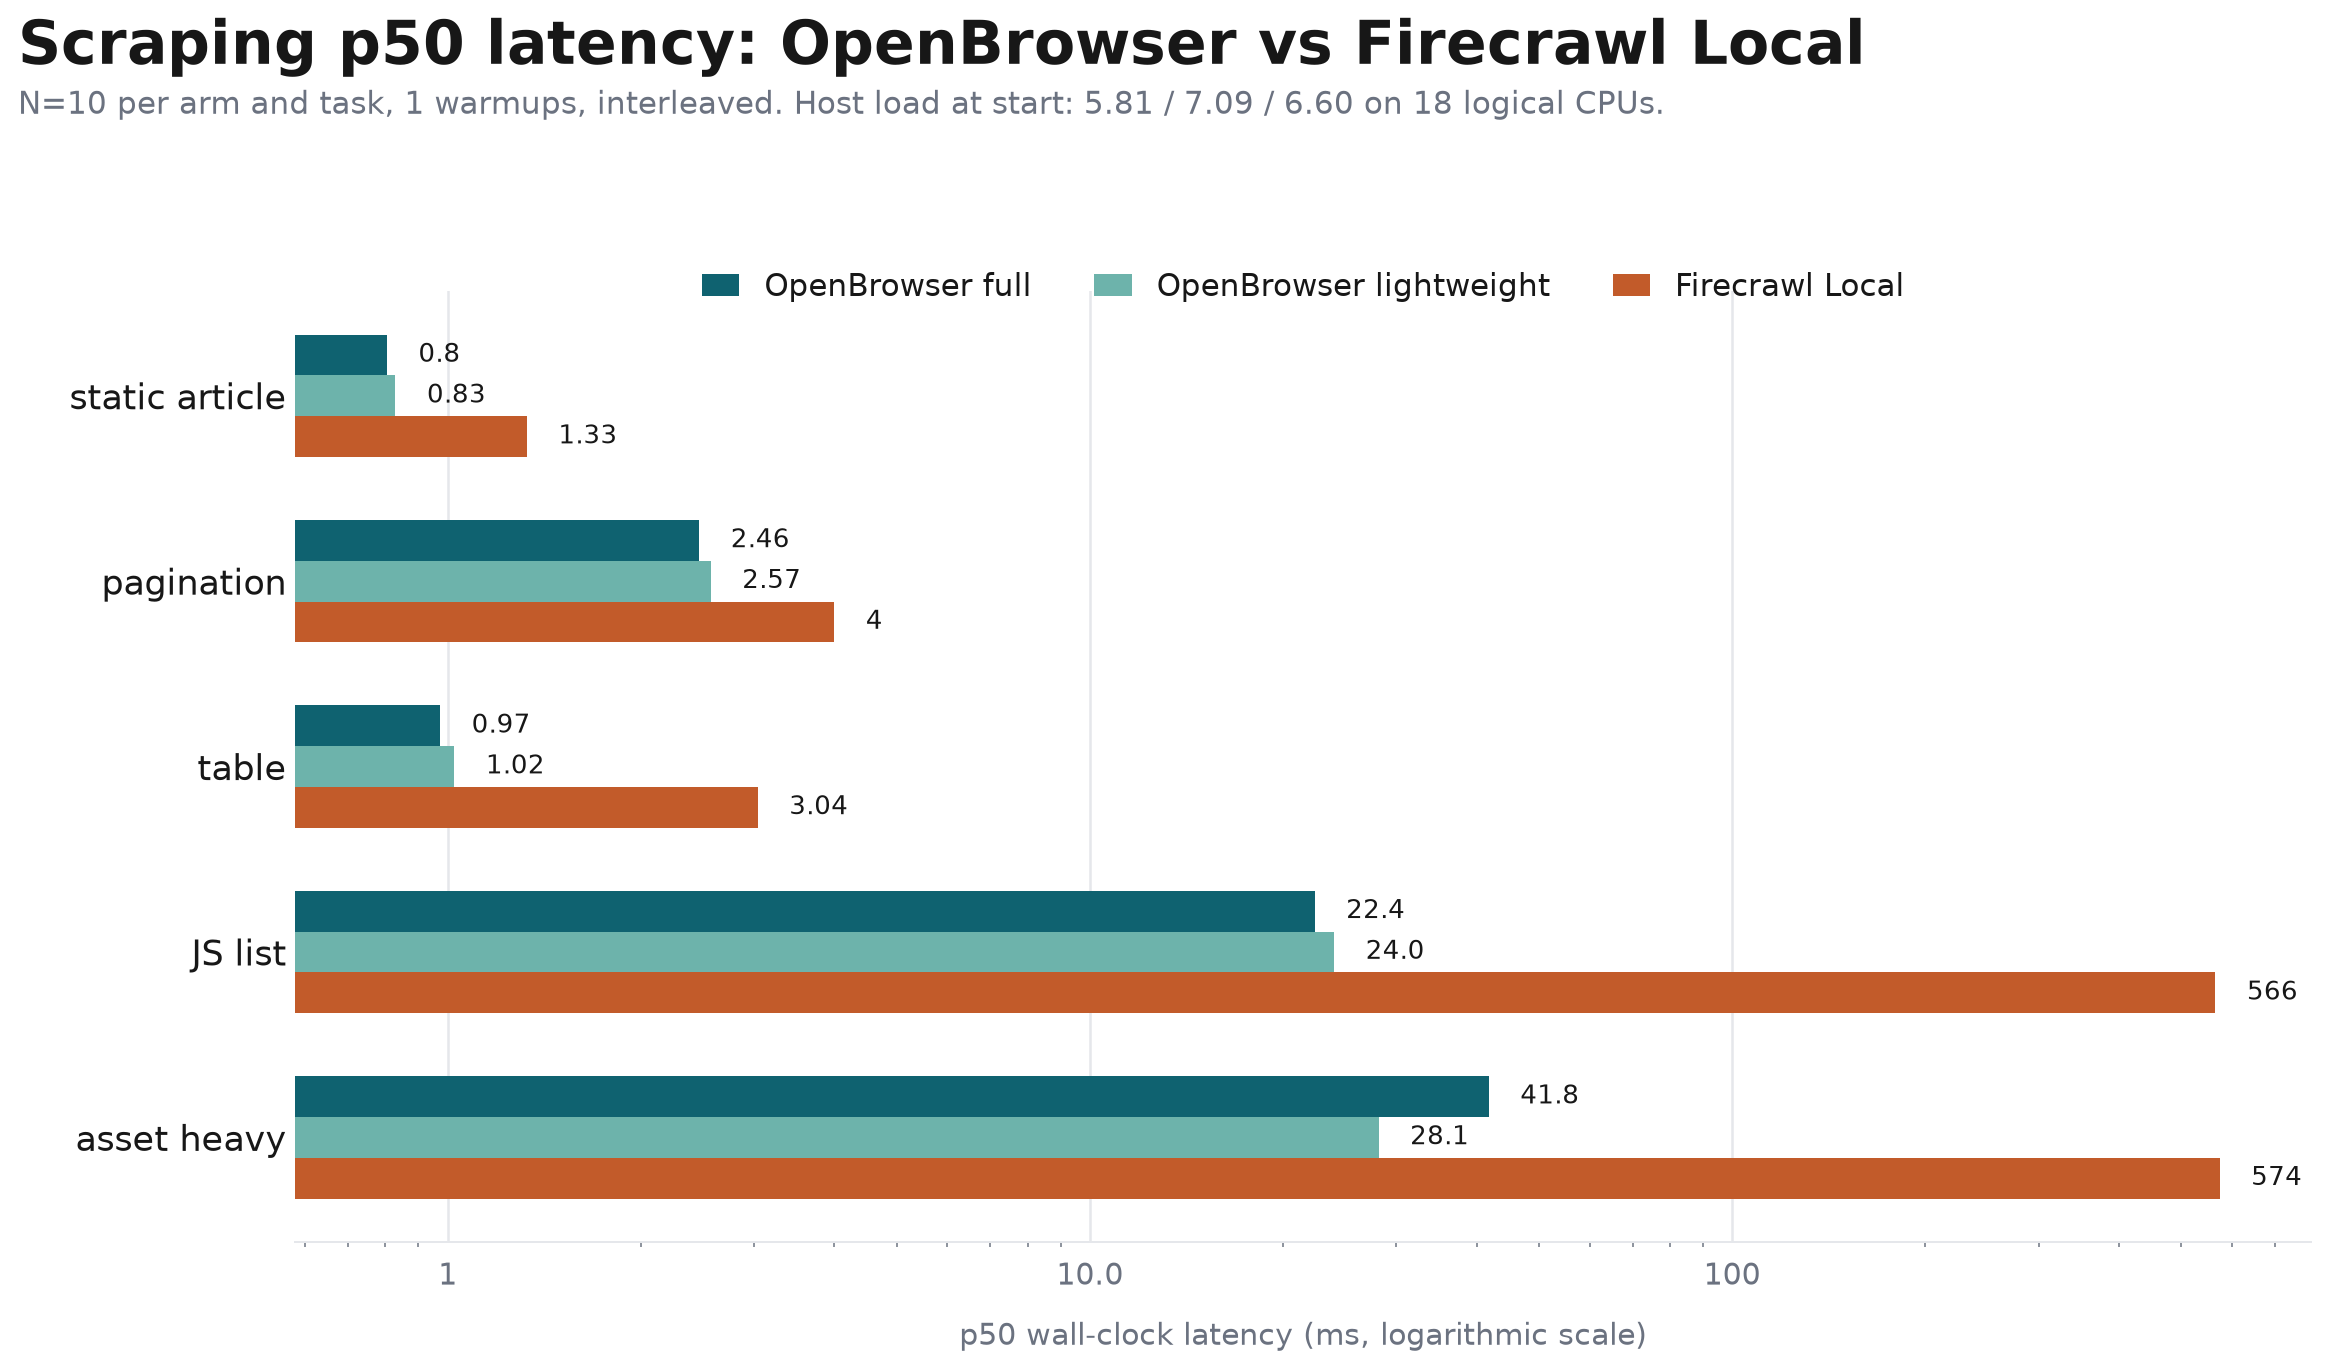 Scraping p50 latency: OpenBrowser vs Firecrawl Local
N=10 per arm and task, 1 warmups, interleaved. Host load at start: 5.81 / 7.09 / 6.60 on 18 logical CPUs.
OpenBrowser full
OpenBrowser lightweight
Firecrawl Local
static article
0.8
0.83
1.33
pagination
2.46
2.57
4
table
0.97
1.02
3.04
JS list
22.4
24.0
566
asset heavy
41.8
28.1
574
1
10.0
100
p50 wall-clock latency (ms, logarithmic scale)